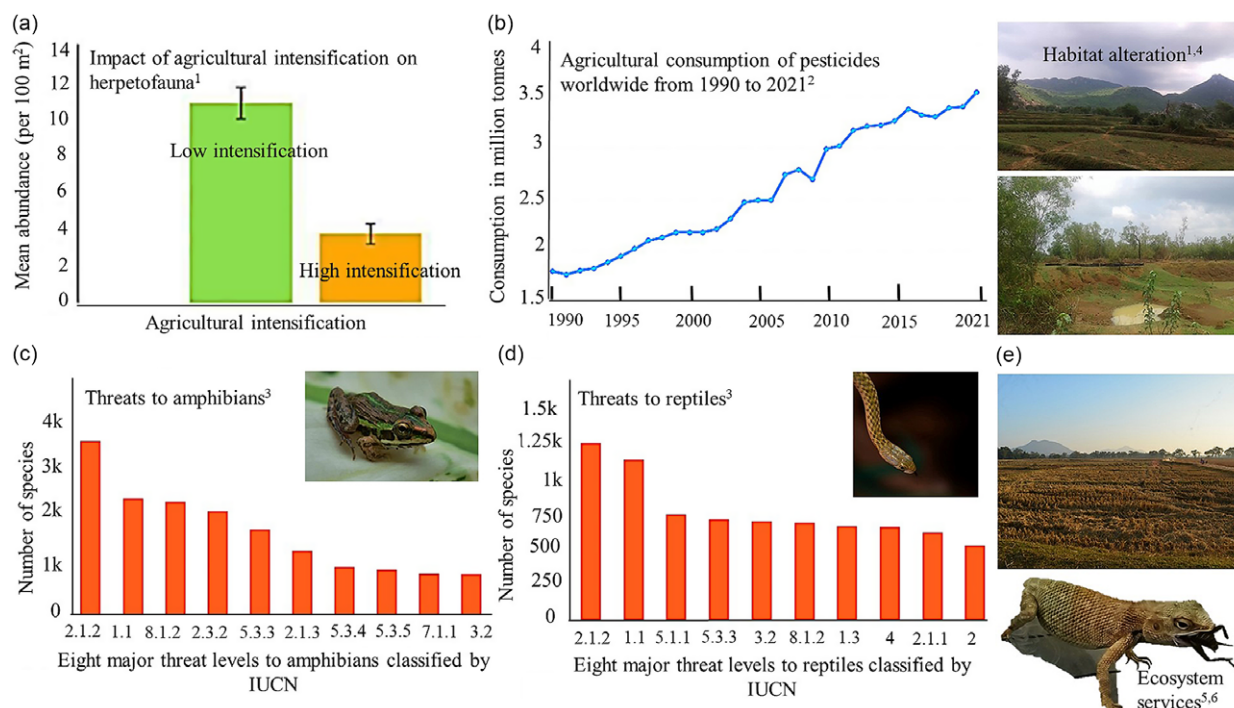 (a)
Impact of agricultural intensification on
herpetofauna1
14
12
10
8
6
4
2
0
Mean abundance (per 100 m2)
Low intensification
High intensification
Agricultural intensification
(b)
Agricultural consumption of pesticides
worldwide from 1990 to 20212
4
3.5
3
2.5
2
1.5
Consumption in million tonnes
1990 1995 2000 2005 2010 2015 2021
Habitat alteration1,4
(c)
Threats to amphibians3
4k
3k
2k
1k
0
Number of species
2.1.2 1.1 8.1.2 2.3.2 5.3.3 2.1.3 5.3.4 5.3.5 7.1.1 3.2
Eight major threat levels to amphibians classified by
IUCN
(d)
Threats to reptiles3
1.5k
1.25k
1k
750
500
250
0
Number of species
2.1.2 1.1 5.1.1 5.3.3 3.2 8.1.2 1.3 4 2.1.1 2
Eight major threat levels to reptiles classified by
IUCN
(e)
Ecosystem
services5,6